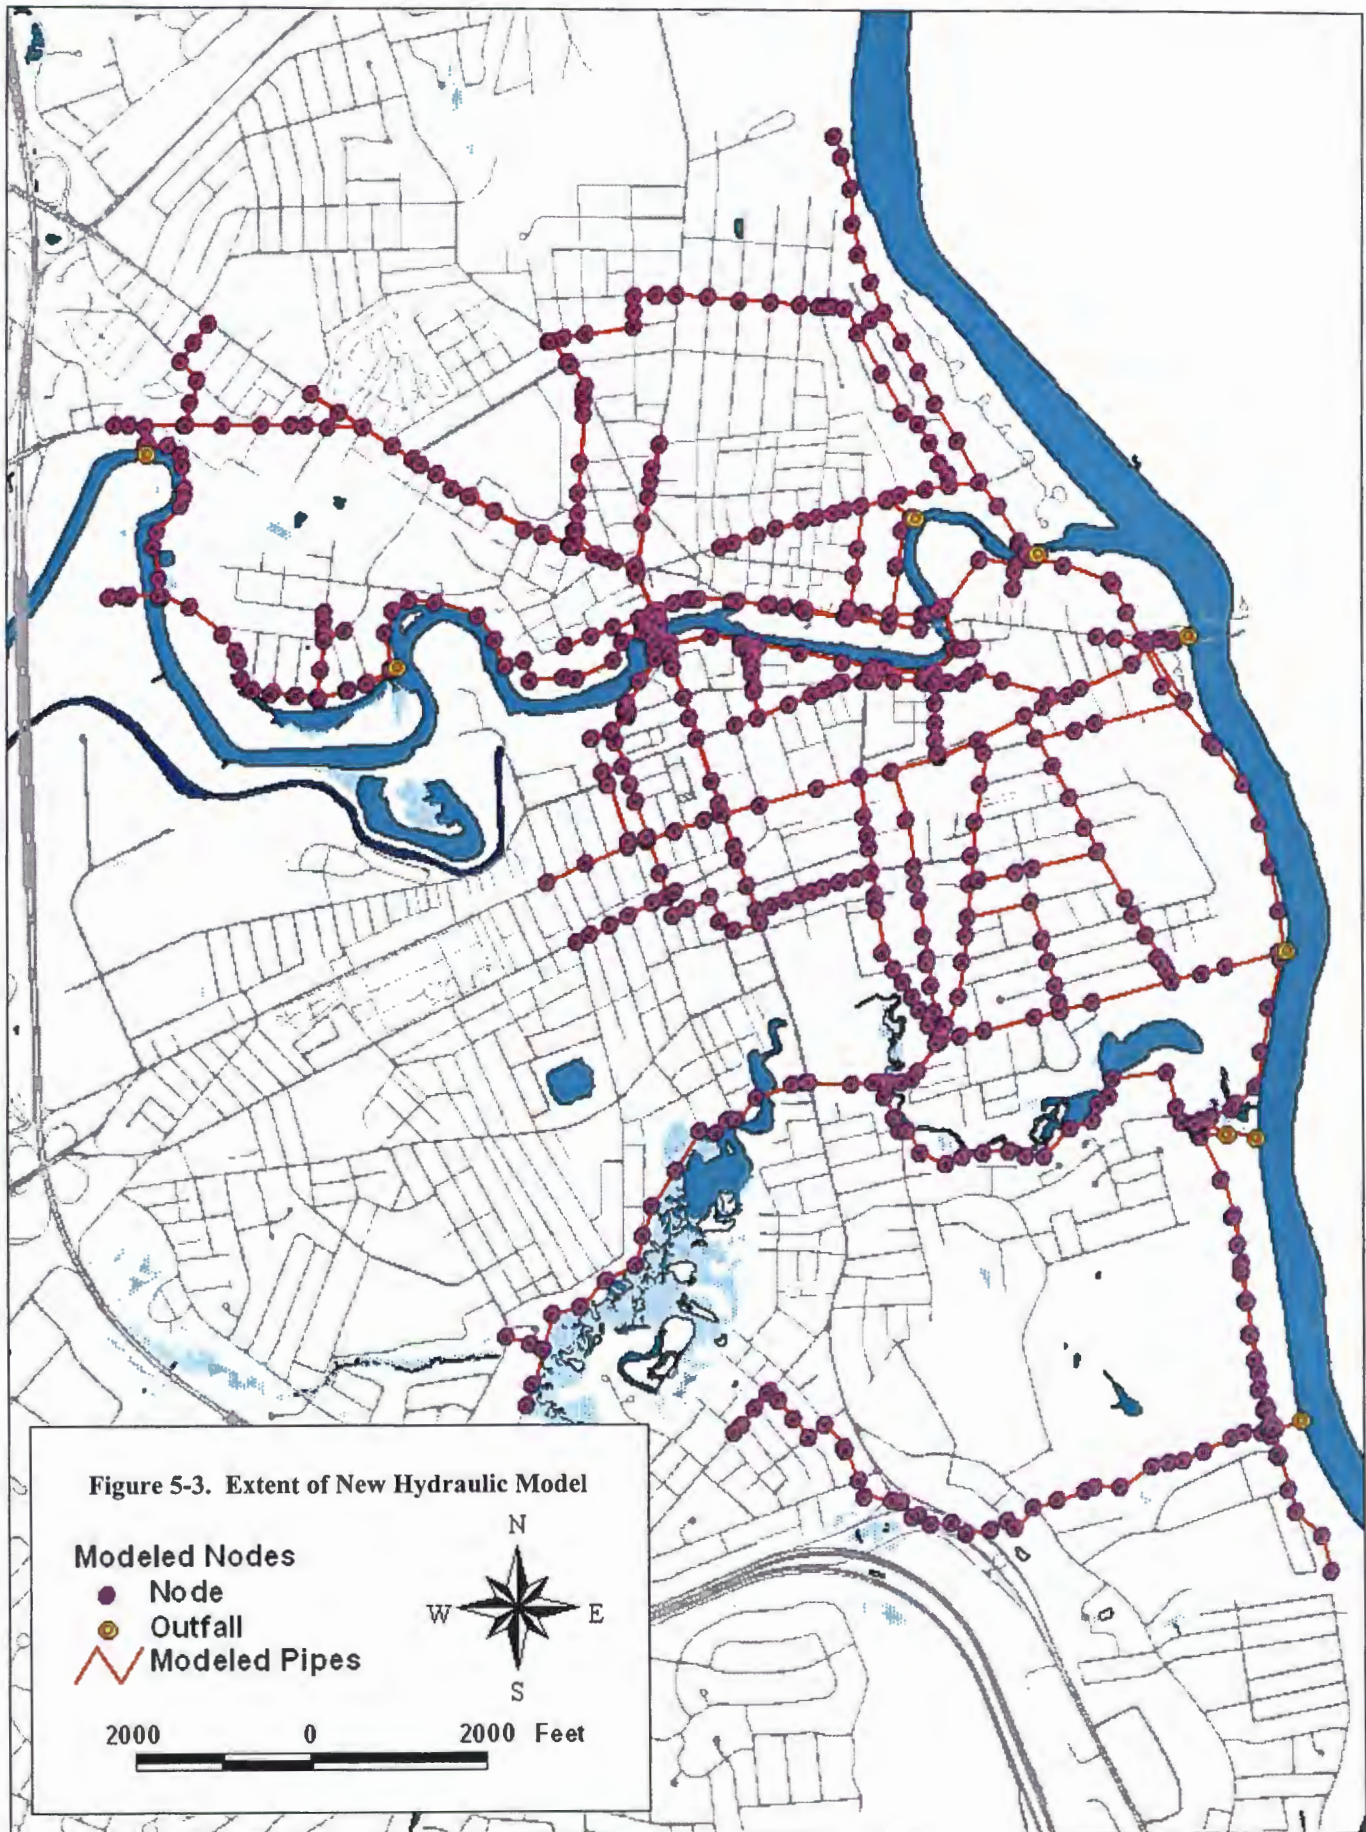 Figure 5-3. Extent of New Hydraulic Model
N
W E
S
Modeled Nodes
Node
Outfall
Modeled Pipes
2000 0 2000 Feet